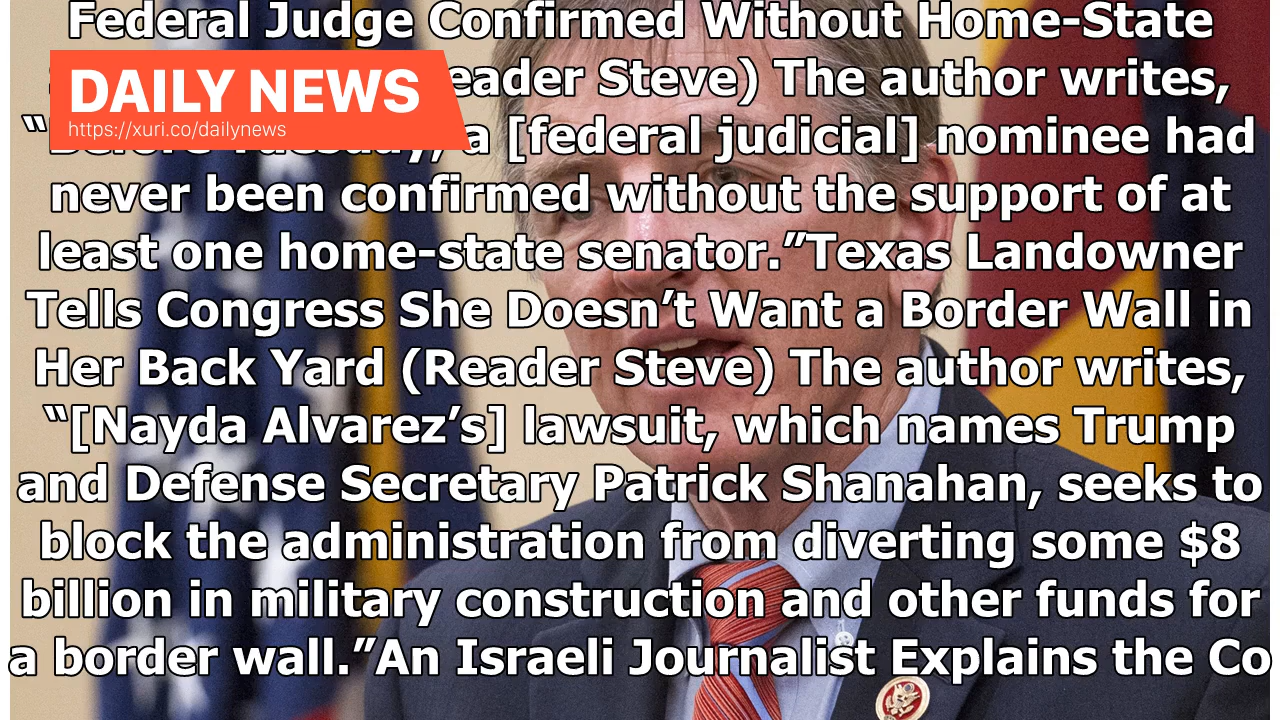 Federal Judge Confirmed Without Home-State
DAILY NEWS
https://xuri.co/dailynews
eader Steve) The author writes,
a [federal judicial] nominee had
never been confirmed without the support of at
least one home-state senator.”Texas Landowner
Tells Congress She Doesn’t Want a Border Wall in
Her Back Yard (Reader Steve) The author writes,
“[Nayda Alvarez’s] lawsuit, which names Trump
and Defense Secretary Patrick Shanahan, seeks to
block the administration from diverting some $8
billion in military construction and other funds for
a border wall.”An Israeli Journalist Explains the Co